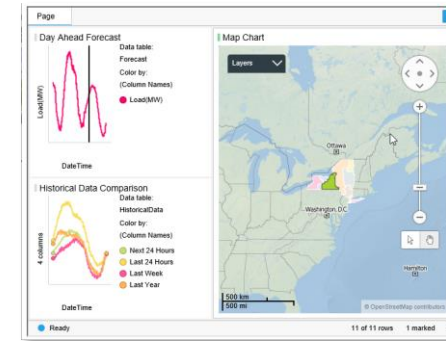 Page
Day Ahead Forecast
Load(MW)
DateTime
Data table:
Forecast
Color by:
(Column Names)
Load(MW)
Historical Data Comparison
4 columns
DateTime
Data table:
HistoricalData
Color by:
(Column Names)
Next 24 Hours
Last 24 Hours
Last Week
Last Year
Map Chart
Layers
Ottawa
Washington, D.C.
Hamilton
500 km
500 mi
© OpenStreetMap contributors
Ready
11 of 11 rows
1 marked